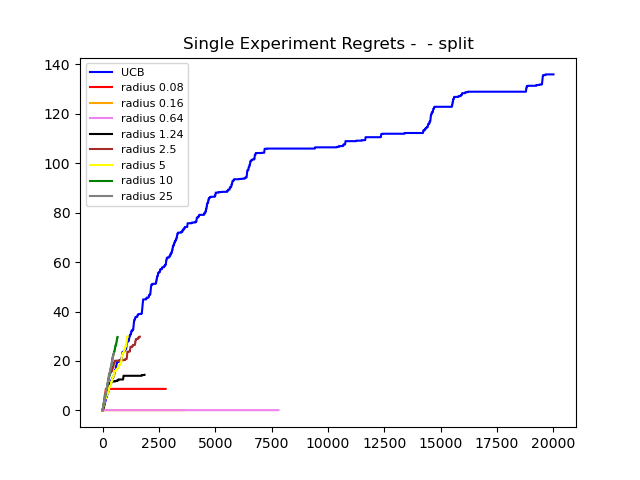 Single Experiment Regrets -  - split
140
120
100
80
60
40
20
0
UCB
radius 0.08
radius 0.16
radius 0.64
radius 1.24
radius 2.5
radius 5
radius 10
radius 25
0 2500 5000 7500 10000 12500 15000 17500 20000